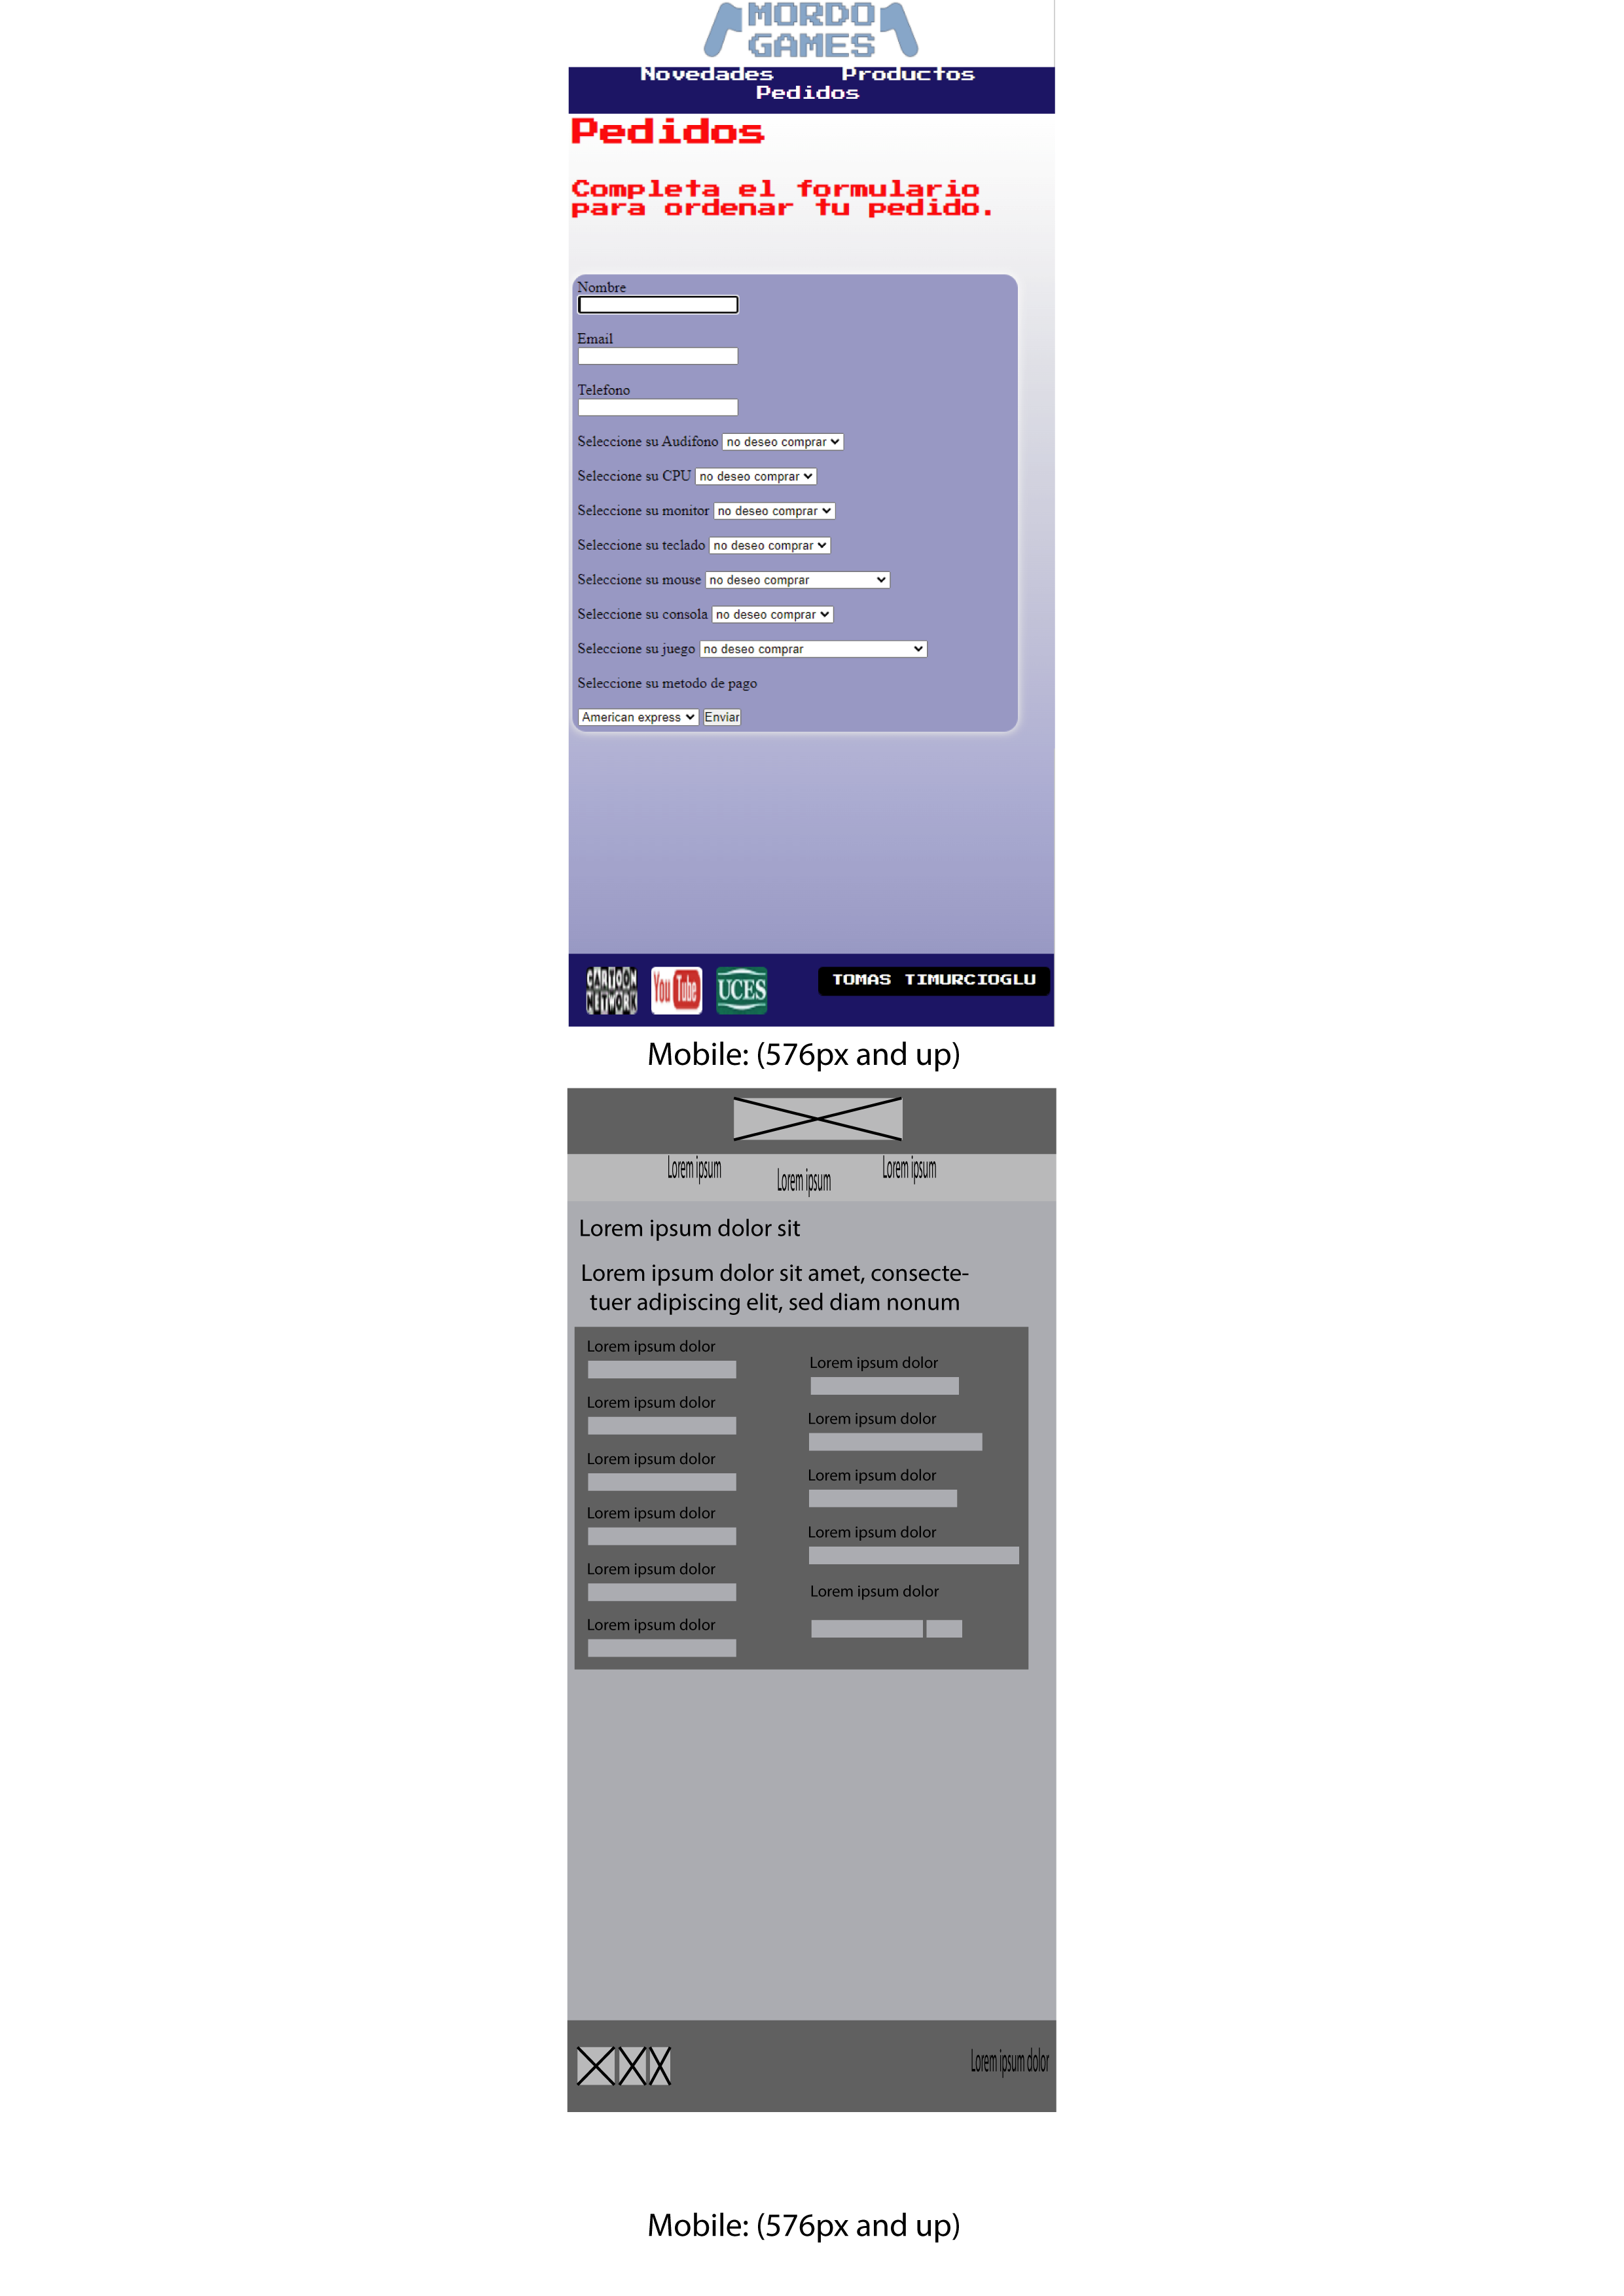 MORDO
GAMES
Novedades Productos
Pedidos
Pedidos
Completa el formulario
para ordenar tu pedido.
Nombre
Email
Telefono
Seleccione su Audifono no deseo comprar
Seleccione su CPU no deseo comprar
Seleccione su monitor no deseo comprar
Seleccione su teclado no deseo comprar
Seleccione su mouse no deseo comprar
Seleccione su consola no deseo comprar
Seleccione su juego no deseo comprar
Seleccione su metodo de pago
American express Enviar
CARTOON
NETWORK
You Tube
UCES
TOMAS TIMURCIOGLU
Mobile: (576px and up)
Lorem ipsum
Lorem ipsum
Lorem ipsum
Lorem ipsum dolor sit
Lorem ipsum dolor sit amet, consecte-
tuer adipiscing elit, sed diam nonum
Lorem ipsum dolor
Lorem ipsum dolor
Lorem ipsum dolor
Lorem ipsum dolor
Lorem ipsum dolor
Lorem ipsum dolor
Lorem ipsum dolor
Lorem ipsum dolor
Lorem ipsum dolor
Lorem ipsum dolor
Lorem ipsum dolor
Lorem ipsum dolor
Mobile: (576px and up)